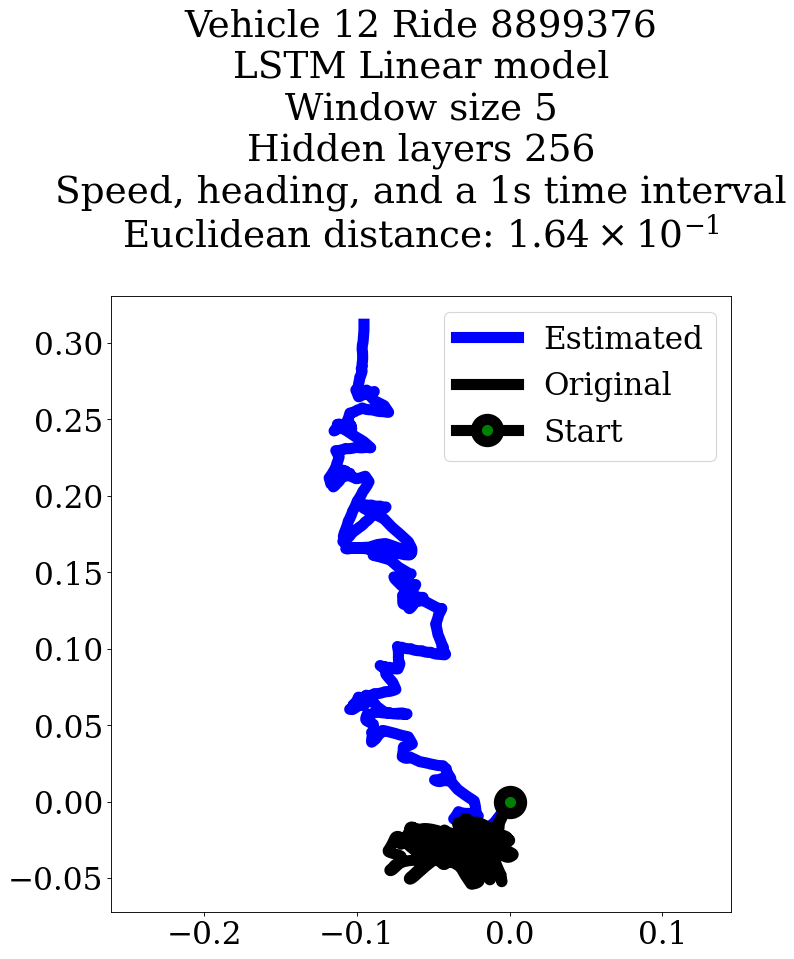 Vehicle 12 Ride 8899376
LSTM Linear model
Window size 5
Hidden layers 256
Speed, heading, and a 1s time interval
Euclidean distance: 1.64 × 10⁻¹
Estimated
Original
Start
0.30
0.25
0.20
0.15
0.10
0.05
0.00
−0.05
−0.2
−0.1
0.0
0.1